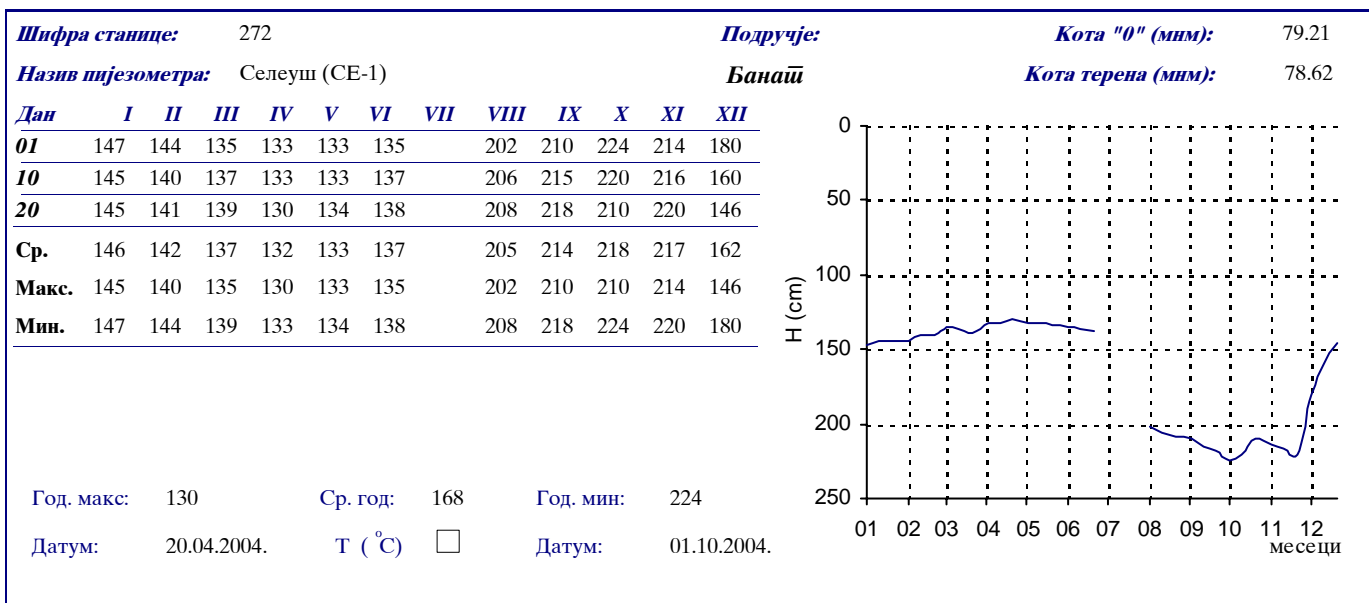 Шифра станице: 272 Подручје: Кота "0" (мнм): 79.21
Назив пијезометра: Селеуш (СЕ-1) Банат Кота терена (мнм): 78.62
Дан I II III IV V VI VII VIII IX X XI XII
01 147 144 135 133 133 135 202 210 224 214 180
10 145 140 137 133 133 137 206 215 220 216 160
20 145 141 139 130 134 138 208 218 210 220 146
Ср. 146 142 137 132 133 137 205 214 218 217 162
Макс. 145 140 135 130 133 135 202 210 210 214 146
Мин. 147 144 139 133 134 138 208 218 224 220 180
Год. макс: 130 Ср. год: 168 Год. мин: 224
Датум: 20.04.2004. T ( °C) Датум: 01.10.2004.
0
50
100
150
200
250
H (cm)
01 02 03 04 05 06 07 08 09 10 11 12
месеци